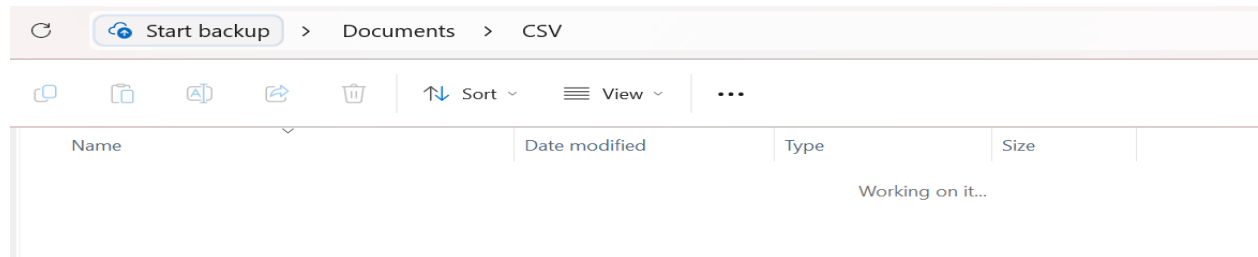 Start backup > Documents > CSV
Sort View ...
Name Date modified Type Size
Working on it...